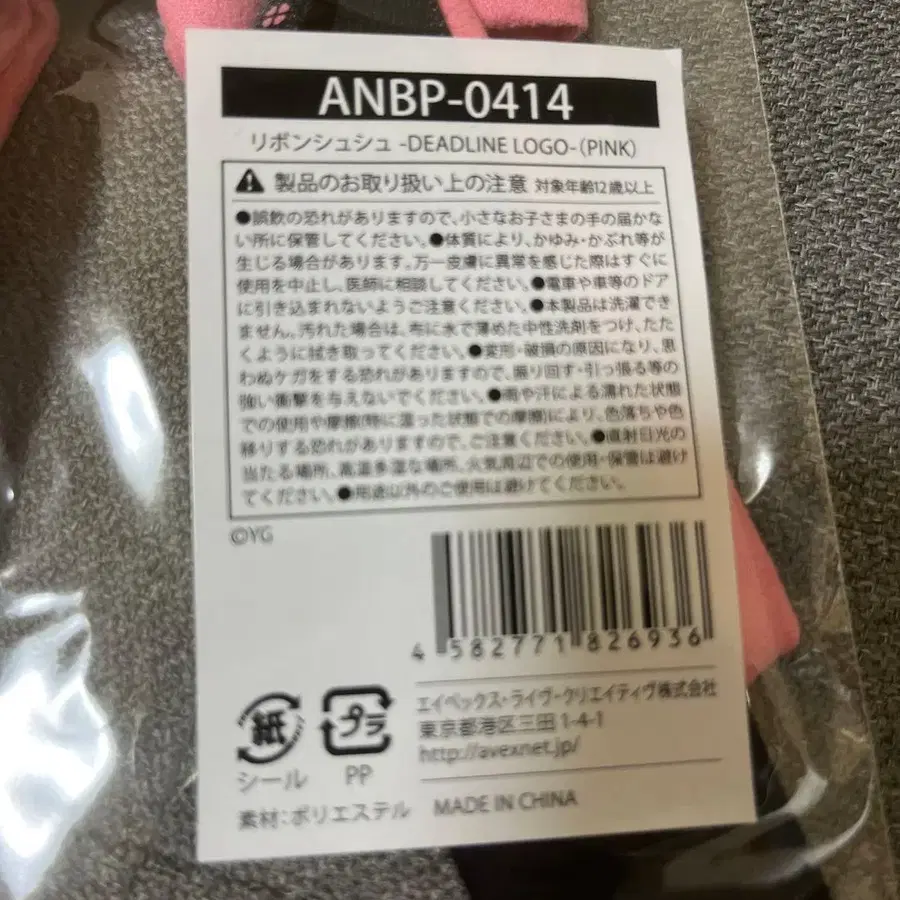 ANBP-0414
リボンシュシュ -DEADLINE LOGO-（PINK）
製品のお取り扱い上の注意 対象年齢12歳以上
●誤飲の恐れがありますので、小さなお子さまの手の届かな
い所に保管してください。●体質により、かゆみ・かぶれ等が
生じる場合があります。万一皮膚に異常を感じた際はすぐに
使用を中止し、医師に相談してください。●電車や車等のドア
に引き込まれないようご注意ください。●本製品は洗濯でき
ません。汚れた場合は、布に水で薄めた中性洗剤をつけ、たた
くように拭き取ってください。●変形・破損の原因になり、思
わぬケガをする恐れがありますので、振り回す・引っ張る等の
強い衝撃を与えないでください。●雨や汗による濡れた状態
での使用や摩擦(特に湿った状態での摩擦)により、色落ちや色
移りする恐れがありますので、ご注意ください。●直射日光の
当たる場所、高温多湿な場所、火気周辺での使用・保管は避け
てください。●用途以外のご使用は避けてください。
©YG
4 582771 826936
紙
シール
プラ
PP
エイベックス・ライヴ・クリエイティヴ株式会社
東京都港区三田1-4-1
http://avexnet.jp/
素材：ポリエステル MADE IN CHINA